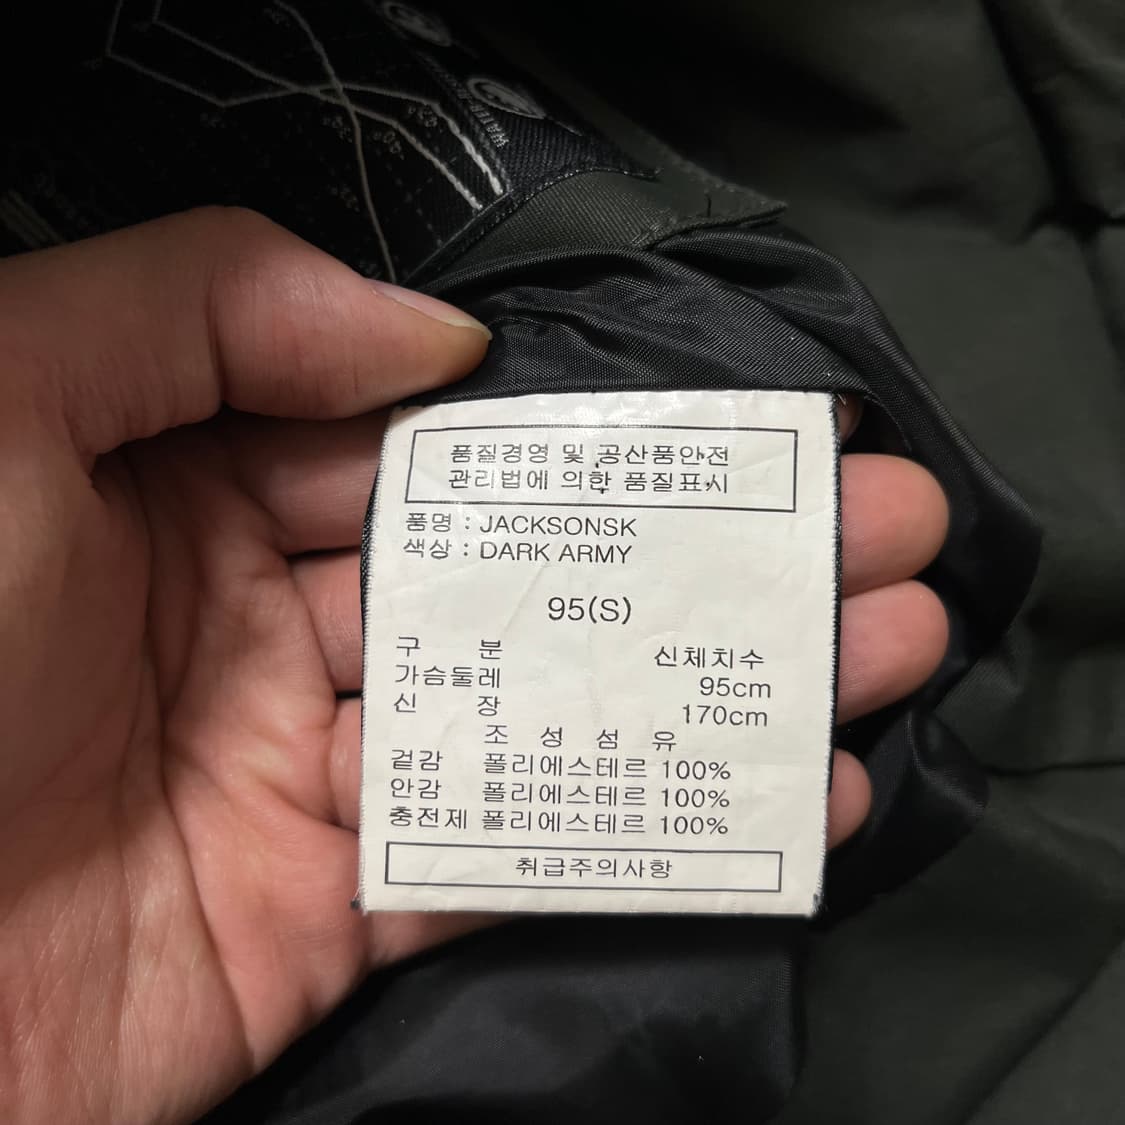 품질경영 및 공산품안전
관리법에 의한 품질표시
품명 : JACKSONSK
색상 : DARK ARMY
95(S)
구 분 신체치수
가슴둘레 95cm
신 장 170cm
조 성 섬 유
겉감 폴리에스테르 100%
안감 폴리에스테르 100%
충전제 폴리에스테르 100%
취급주의사항